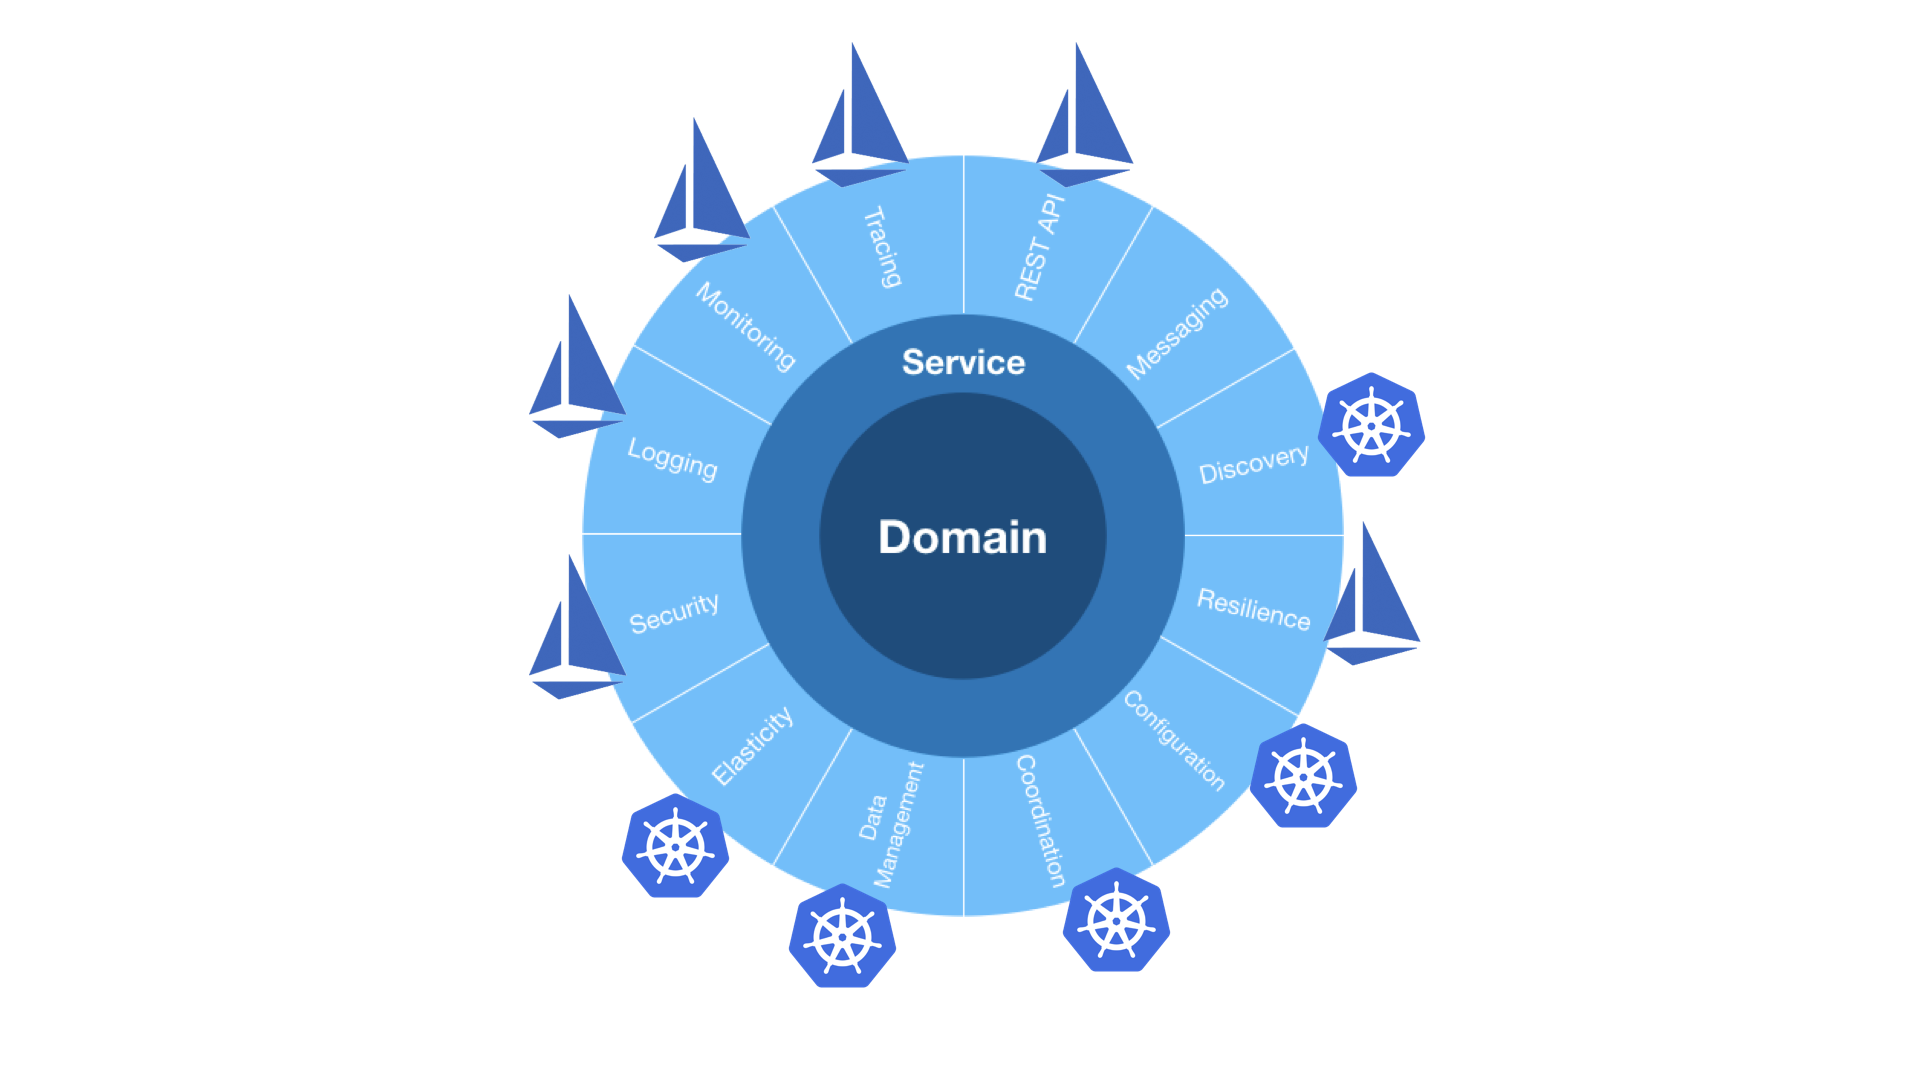 Tracing
REST API
Monitoring
Messaging
Service
Logging
Discovery
Domain
Security
Resilience
Elasticity
Configuration
Data
Management
Coordination